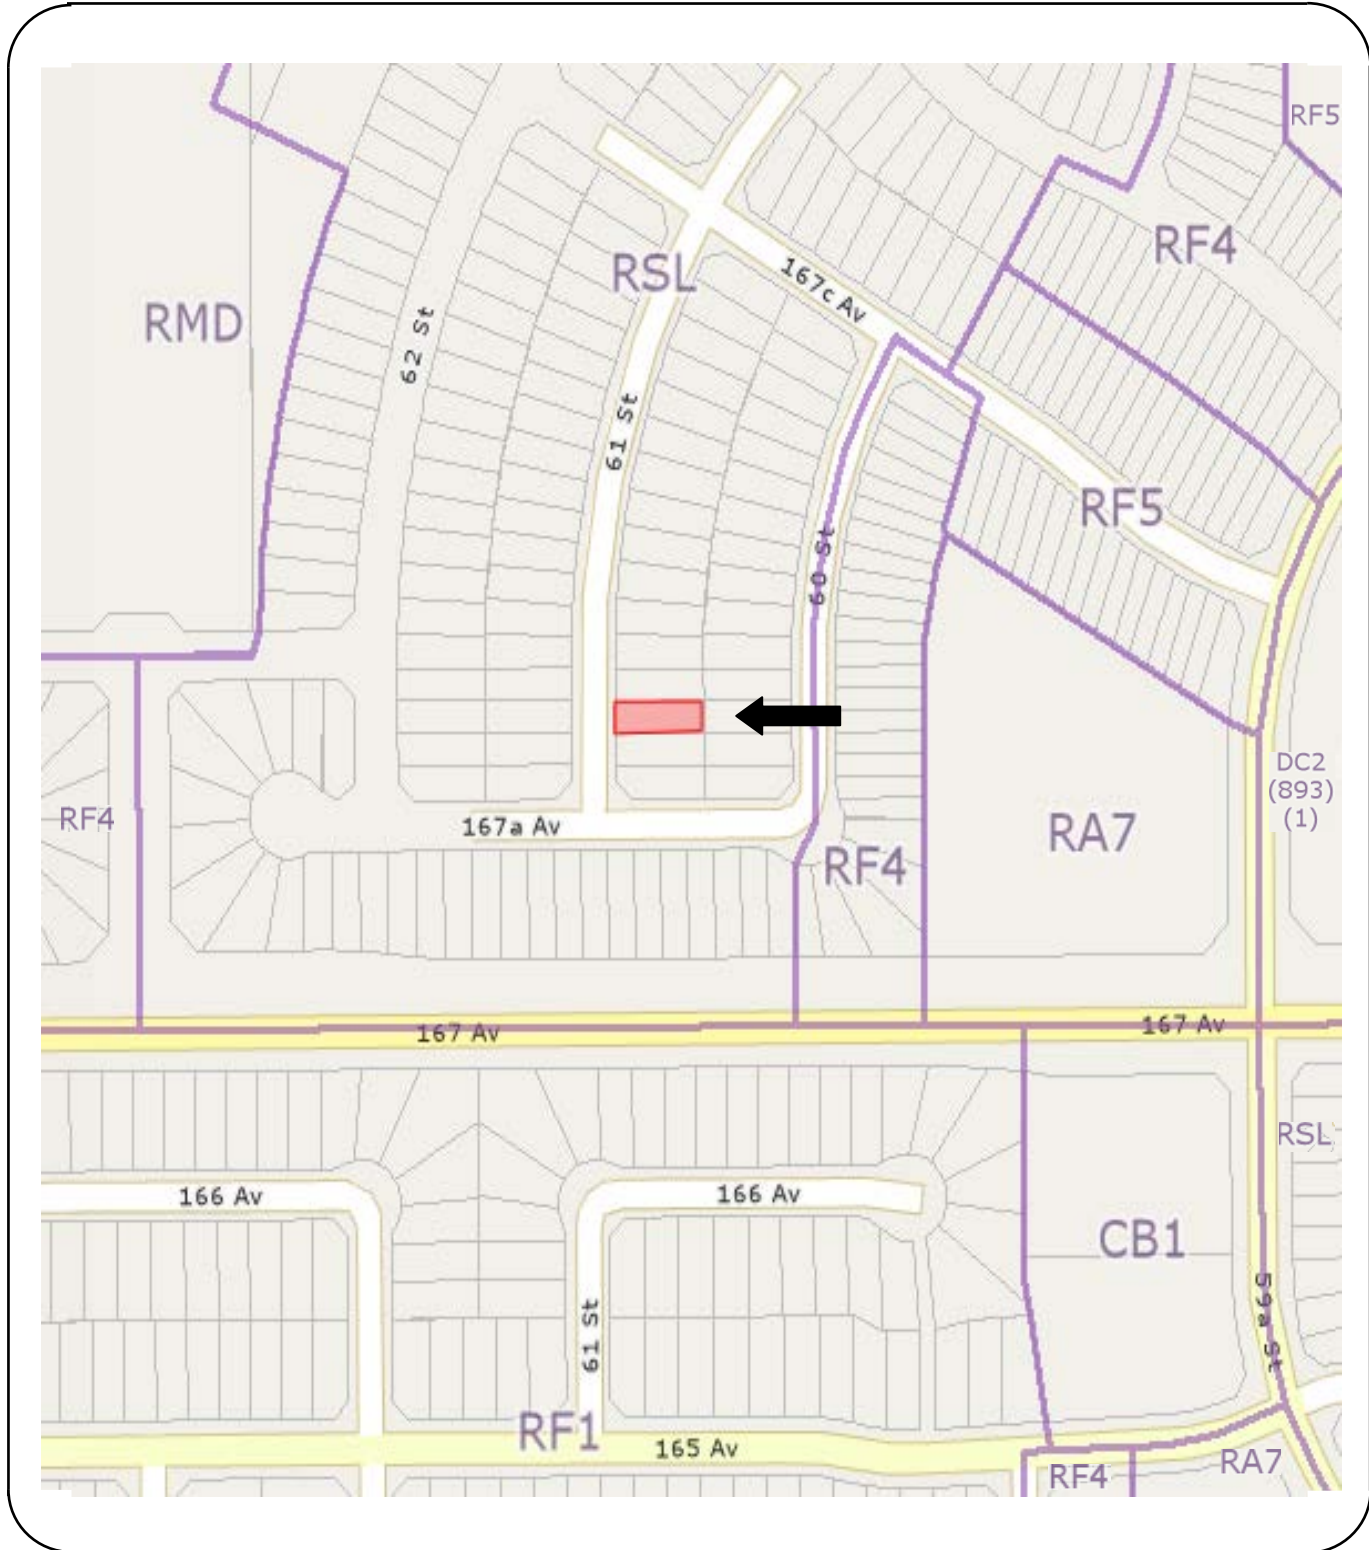 RF5
RF4
RSL
167c Av
RMD
62 St
61 St
RF5
60 St
DC2
(893)
(1)
RF4
167a Av
RA7
RF4
167 Av
167 Av
RSL
166 Av
166 Av
CB1
59a St
61 St
RF1
165 Av
RF4
RA7